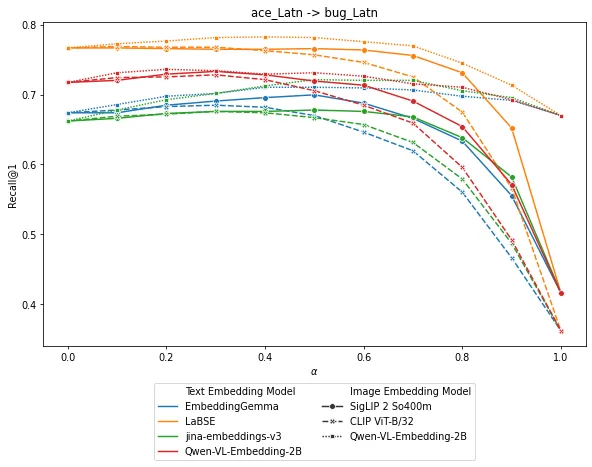 ace_Latn -> bug_Latn
0.8
0.7
0.6
0.5
0.4
Recall@1
0.0
0.2
0.4
0.6
0.8
1.0
α
Text Embedding Model
EmbeddingGemma
LaBSE
jina-embeddings-v3
Qwen-VL-Embedding-2B
Image Embedding Model
SigLIP 2 So400m
CLIP ViT-B/32
Qwen-VL-Embedding-2B